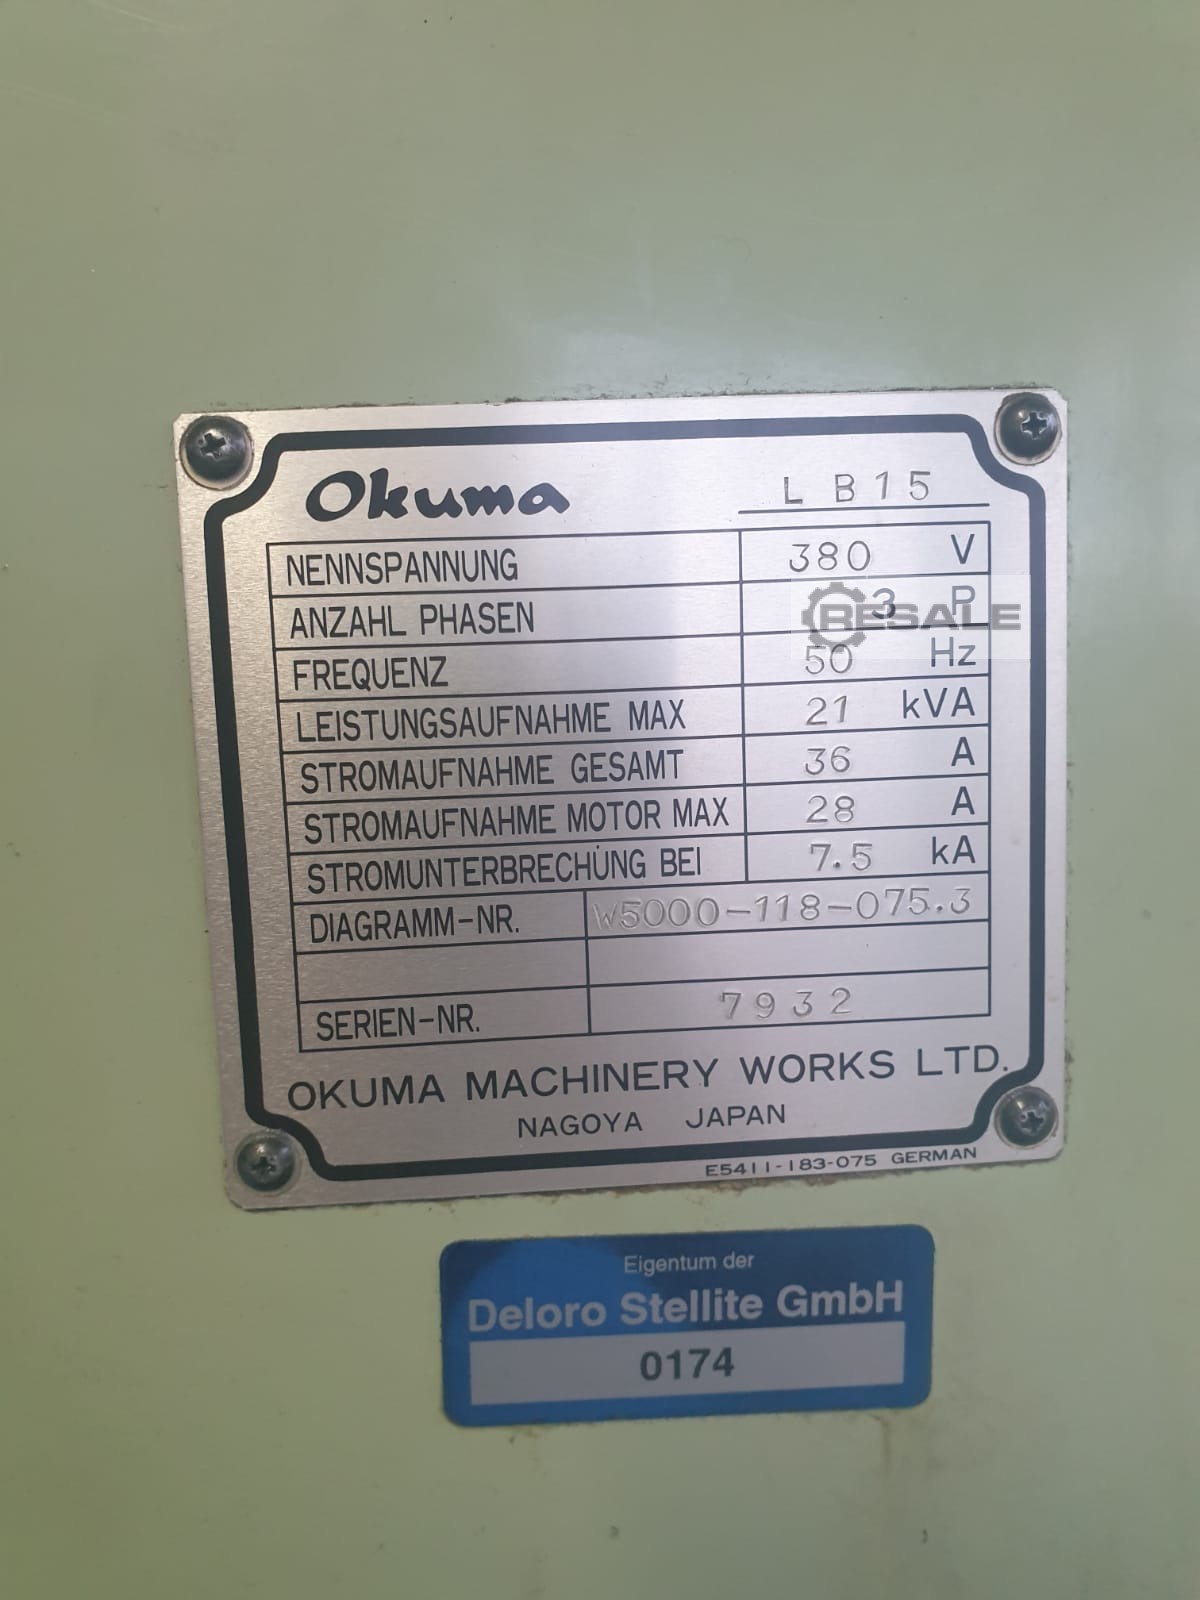 Okuma LB15
NENNSPANNUNG 380 V
ANZAHL PHASEN 3 P
RESALE
FREQUENZ 50 Hz
LEISTUNGSAUFNAHME MAX 21 kVA
STROMAUFNAHME GESAMT 36 A
STROMAUFNAHME MOTOR MAX 28 A
STROMUNTERBRECHÜNG BEI 7.5 kA
DIAGRAMM-NR. W5000-118-075.3
SERIEN-NR. 7932
OKUMA MACHINERY WORKS LTD.
NAGOYA JAPAN
E5411-183-075 GERMAN
Eigentum der
Deloro Stellite GmbH
0174